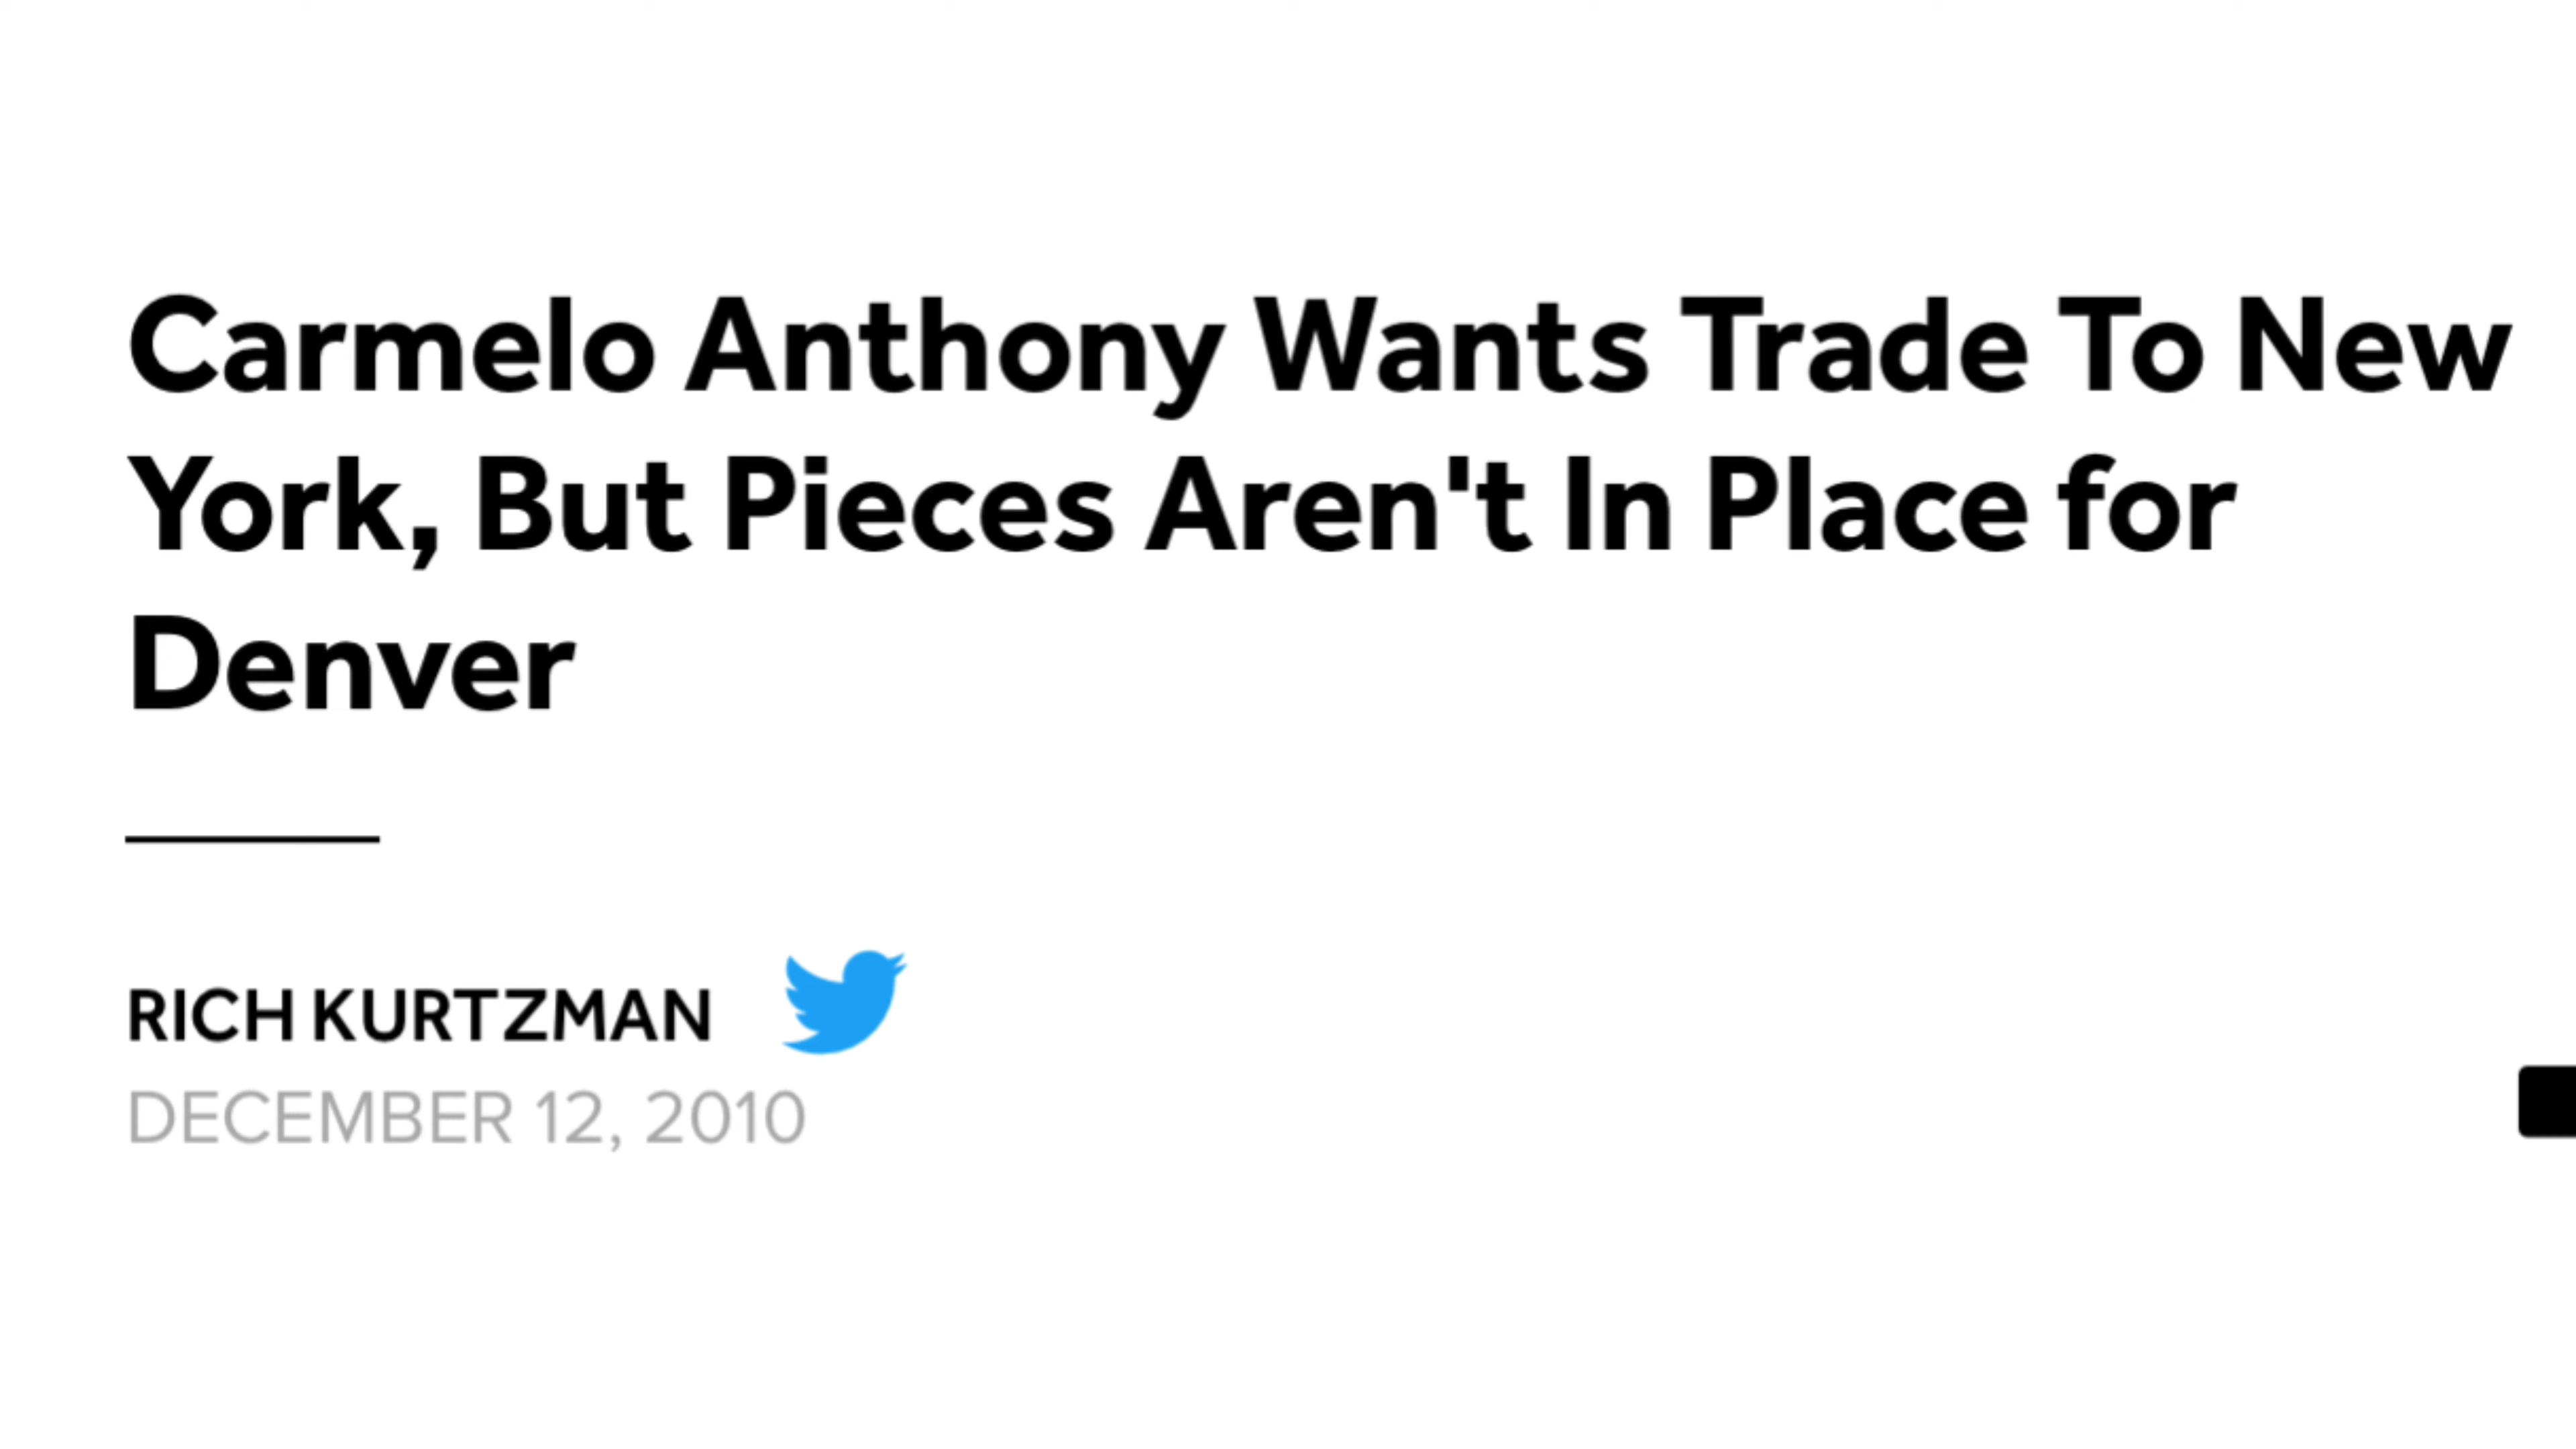 Carmelo Anthony Wants Trade To New
York, But Pieces Aren't In Place for
Denver
RICH KURTZMAN
DECEMBER 12, 2010